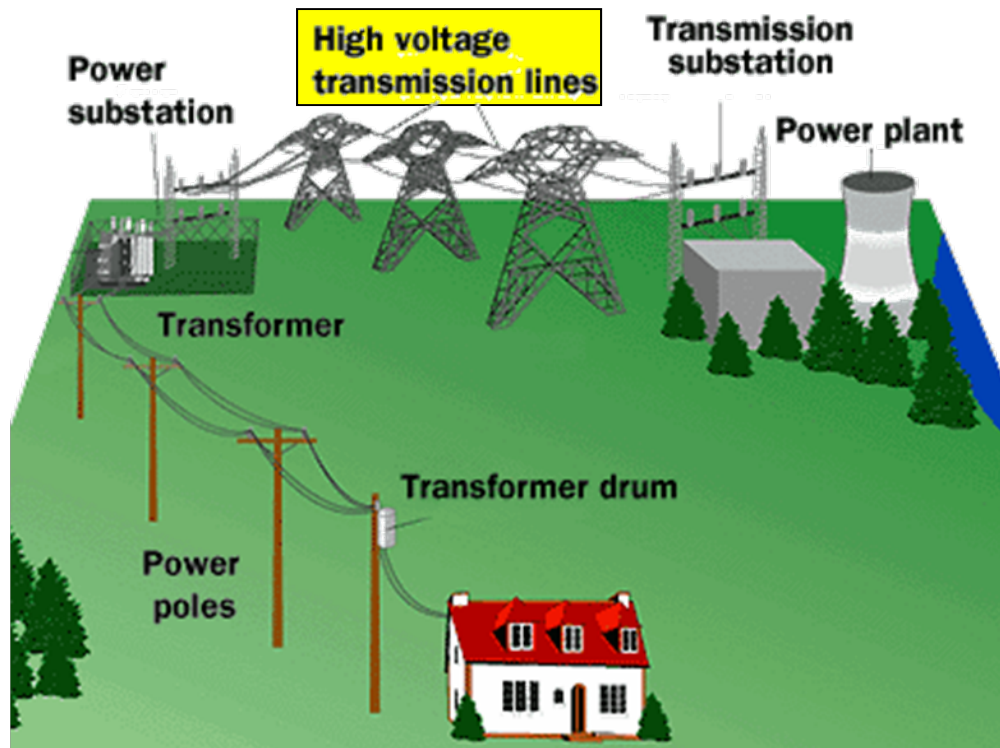 High voltage
transmission lines
Transmission
substation
Power
substation
Power plant
Transformer
Transformer drum
Power
poles